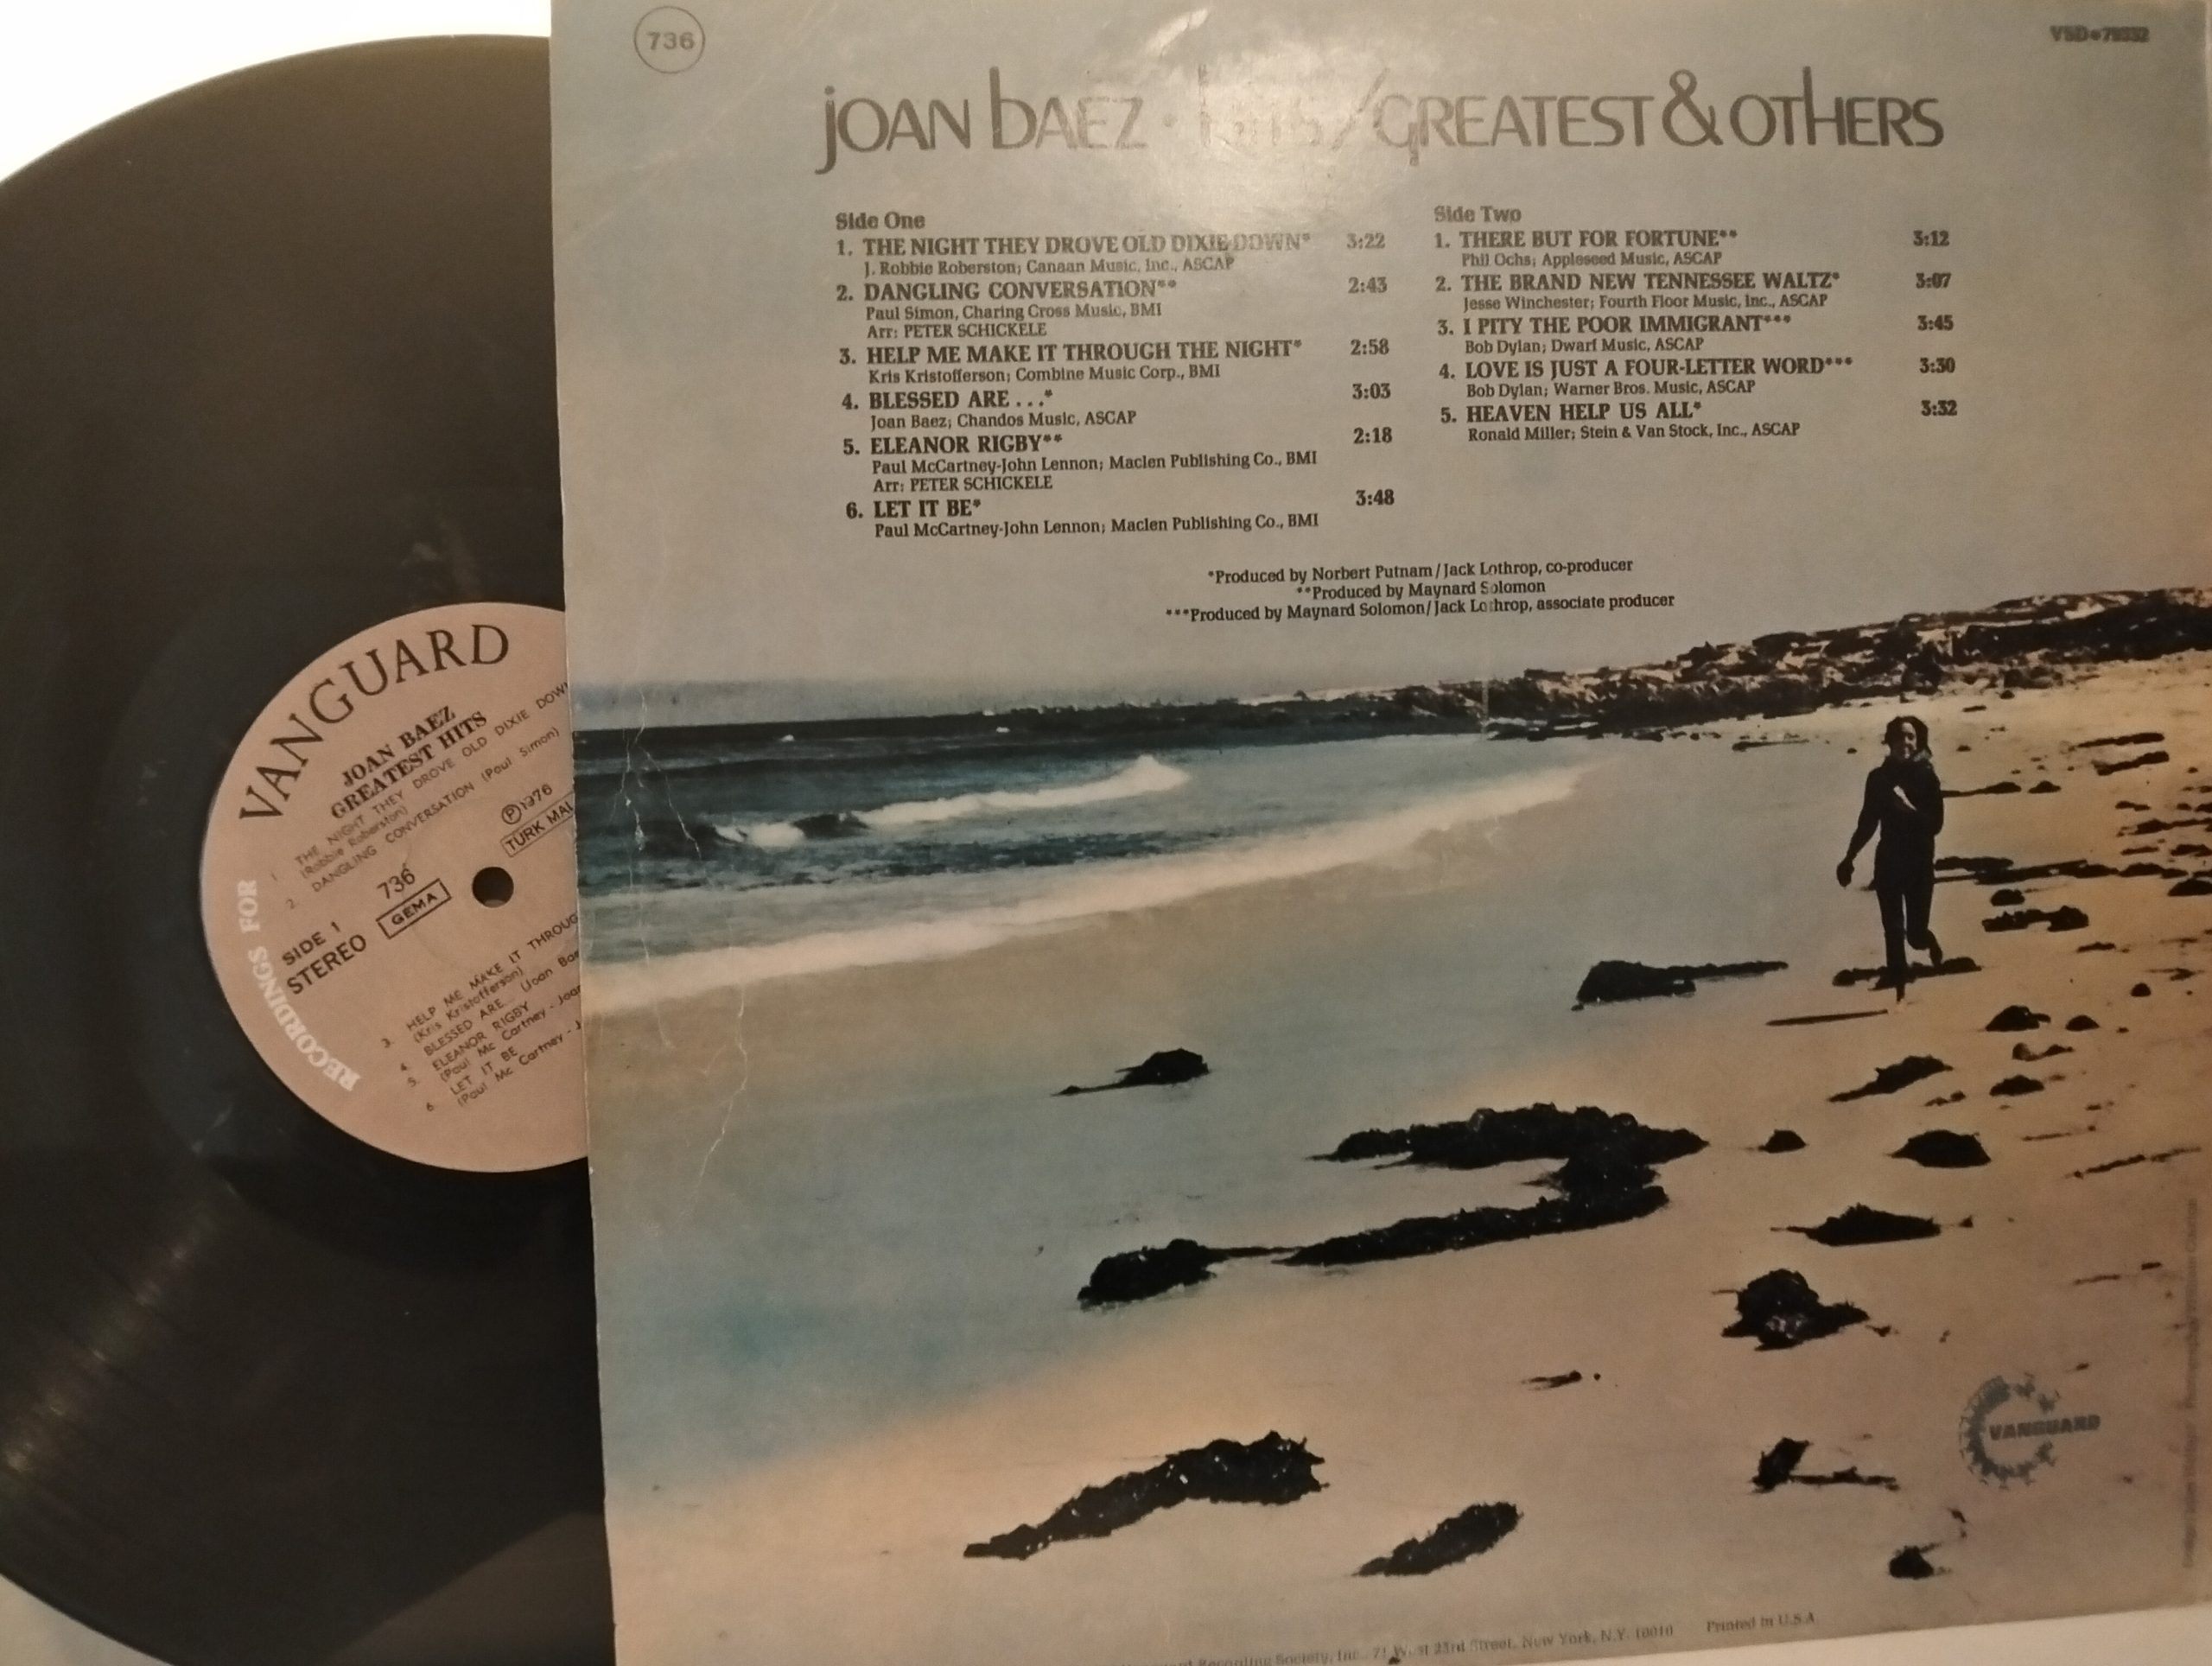 736
VSD•79332
JOAN BAEZ • hits/GREATEST & OTHERS
Side One
1. THE NIGHT THEY DROVE OLD DIXIE DOWN* 3:22
J. Robbie Roberston; Canaan Music, Inc., ASCAP
2. DANGLING CONVERSATION** 2:43
Paul Simon, Charing Cross Music, BMI
Arr: PETER SCHICKELE
3. HELP ME MAKE IT THROUGH THE NIGHT* 2:58
Kris Kristofferson; Combine Music Corp., BMI
4. BLESSED ARE ...* 3:03
Joan Baez; Chandos Music, ASCAP
5. ELEANOR RIGBY** 2:18
Paul McCartney-John Lennon; Maclen Publishing Co., BMI
Arr: PETER SCHICKELE
6. LET IT BE* 3:48
Paul McCartney-John Lennon; Maclen Publishing Co., BMI
Side Two
1. THERE BUT FOR FORTUNE** 3:12
Phil Ochs; Appleseed Music, ASCAP
2. THE BRAND NEW TENNESSEE WALTZ* 3:07
Jesse Winchester; Fourth Floor Music, Inc., ASCAP
3. I PITY THE POOR IMMIGRANT*** 3:45
Bob Dylan; Dwarf Music, ASCAP
4. LOVE IS JUST A FOUR-LETTER WORD*** 3:30
Bob Dylan; Warner Bros. Music, ASCAP
5. HEAVEN HELP US ALL* 3:32
Ronald Miller; Stein & Van Stock, Inc., ASCAP
*Produced by Norbert Putnam/Jack Lothrop, co-producer
**Produced by Maynard Solomon
***Produced by Maynard Solomon/Jack Lothrop, associate producer
VANGUARD
RECORDINGS FOR
JOAN BAEZ
GREATEST HITS
1 THE NIGHT THEY DROVE OLD DIXIE DOW
(Robbie Roberston)
2 DANGLING CONVERSATION (Paul Simon)
℗1976
TÜRK MAL
736
GEMA
SIDE 1
STEREO
3. HELP ME MAKE IT THROUG
(Kris Kristofferson)
4 BLESSED ARE... (Joan Bae
5. ELEANOR RIGBY
(Paul Mc Cartney - Joh
6. LET IT BE
(Paul Mc Cartney - J
VANGUARD
Recording Society, Inc., 71 West 23rd Street, New York, N.Y. 10010 Printed in U.S.A.